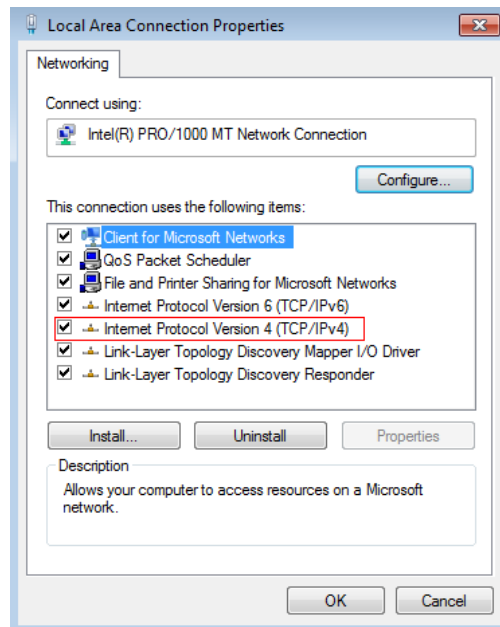 Local Area Connection Properties
Networking
Connect using:
Intel(R) PRO/1000 MT Network Connection
Configure...
This connection uses the following items:
Client for Microsoft Networks
QoS Packet Scheduler
File and Printer Sharing for Microsoft Networks
Internet Protocol Version 6 (TCP/IPv6)
Internet Protocol Version 4 (TCP/IPv4)
Link-Layer Topology Discovery Mapper I/O Driver
Link-Layer Topology Discovery Responder
Install... Uninstall Properties
Description
Allows your computer to access resources on a Microsoft
network.
OK Cancel